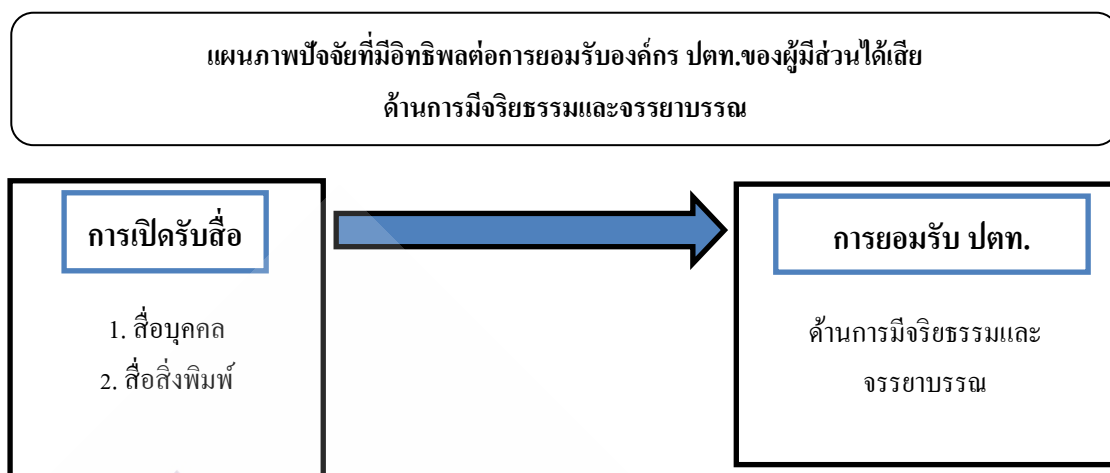 แผนภาพปัจจัยที่มีอิทธิพลต่อการยอมรับองค์กร ปตท.ของผู้มีส่วนได้เสีย
ด้านการมีจริยธรรมและจรรยาบรรณ
การเปิดรับสื่อ
1. สื่อบุคคล
2. สื่อสิ่งพิมพ์
การยอมรับ ปตท.
ด้านการมีจริยธรรมและ
จรรยาบรรณ